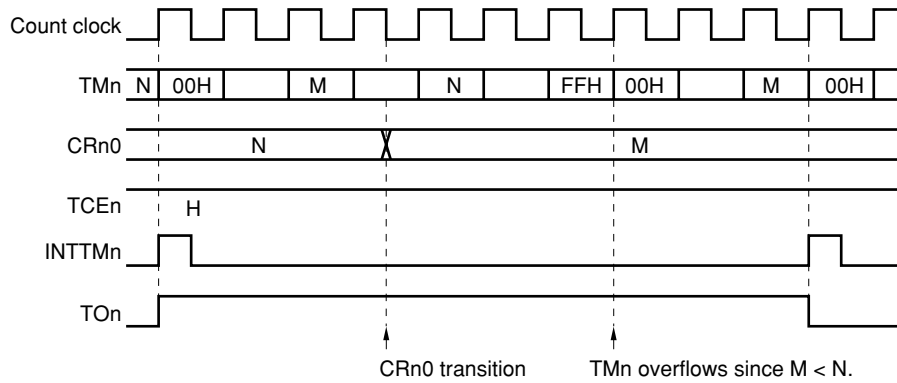 Count clock
TMn N 00H M N FFH 00H M 00H
CRn0 N M
TCEn
H
INTTMn
TOn
CRn0 transition TMn overflows since M < N.